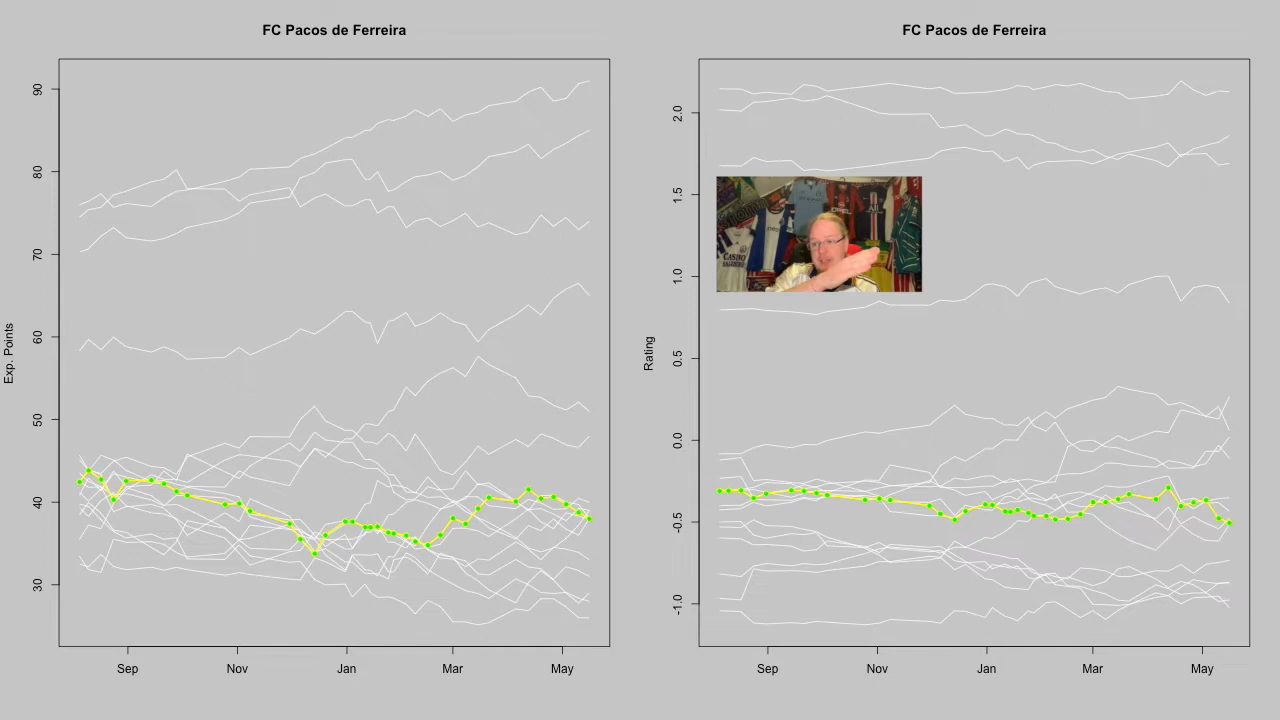 FC Pacos de Ferreira
Exp. Points
90
80
70
60
50
40
30
Sep
Nov
Jan
Mar
May
FC Pacos de Ferreira
Rating
2.0
1.5
1.0
0.5
0.0
-0.5
-1.0
Sep
Nov
Jan
Mar
May
CASINO